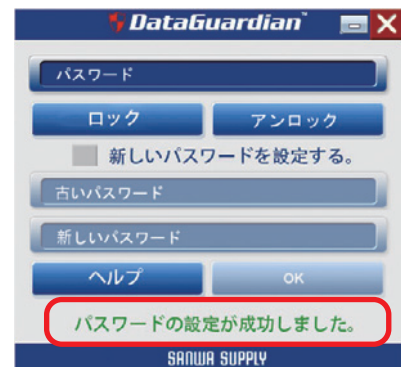 DataGuardian™
パスワード
ロック アンロック
新しいパスワードを設定する。
古いパスワード
新しいパスワード
ヘルプ OK
パスワードの設定が成功しました。
SANWA SUPPLY